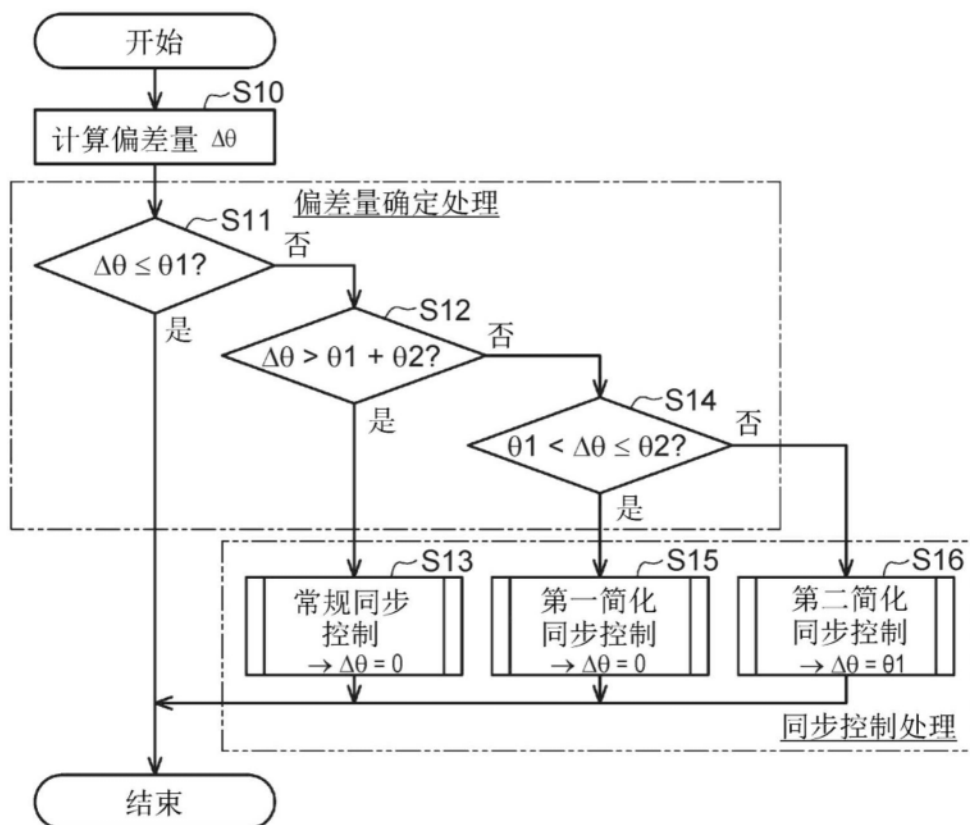 开始
S10
计算偏差量 Δθ
偏差量确定处理
S11
Δθ ≤ θ1?
否
是
S12
Δθ > θ1 + θ2?
否
是
S14
θ1 < Δθ ≤ θ2?
否
是
S13
常规同步
控制
→ Δθ = 0
S15
第一简化
同步控制
→ Δθ = 0
S16
第二简化
同步控制
→ Δθ = θ1
同步控制处理
结束